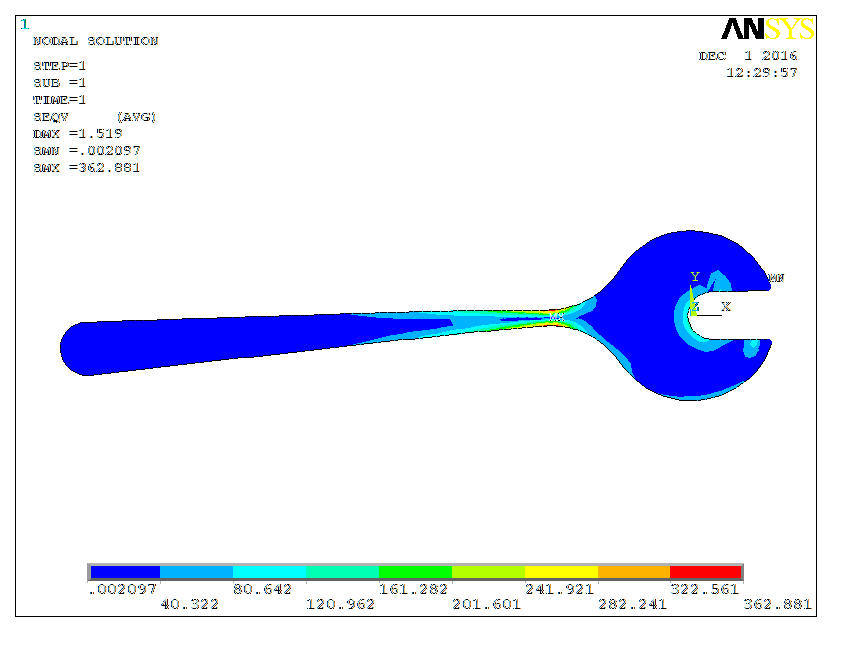 1
NODAL SOLUTION
STEP=1
SUB =1
TIME=1
SEQV (AVG)
DMX =1.519
SMN =.002097
SMX =362.881
ANSYS
DEC 1 2016
12:29:57
MN
Y
Z X
MX
.002097 80.642 161.282 241.921 322.561
40.322 120.962 201.601 282.241 362.881